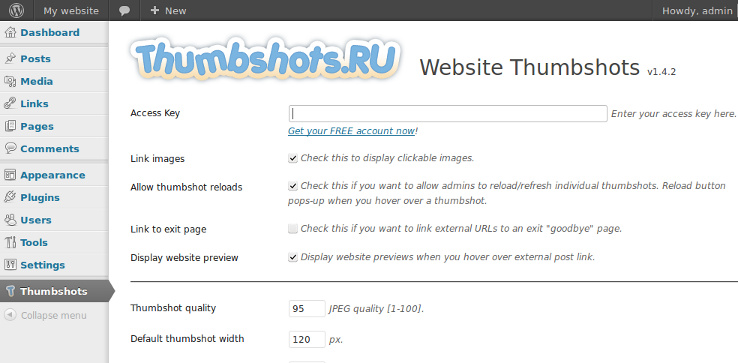 My website
New
Howdy, admin
Dashboard
Posts
Media
Links
Pages
Comments
Appearance
Plugins
Users
Tools
Settings
Thumbshots
Collapse menu
Thumbshots.RU
Website Thumbshots v1.4.2
Access Key
Enter your access key here.
Get your FREE account now!
Link images
Check this to display clickable images.
Allow thumbshot reloads
Check this if you want to allow admins to reload/refresh individual thumbshots. Reload button
pops-up when you hover over a thumbshot.
Link to exit page
Check this if you want to link external URLs to an exit "goodbye" page.
Display website preview
Display website previews when you hover over external post link.
Thumbshot quality
95 JPEG quality [1-100].
Default thumbshot width
120 px.